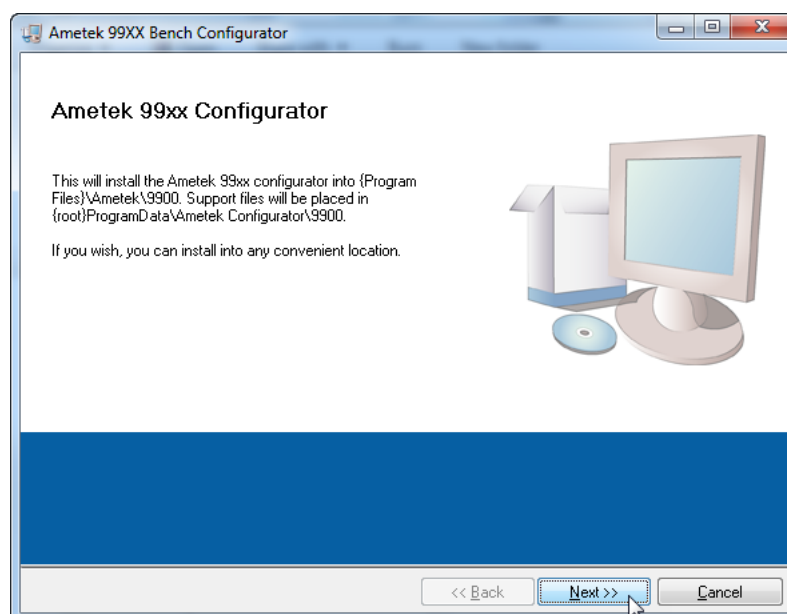 Ametek 99XX Bench Configurator
Ametek 99xx Configurator
This will install the Ametek 99xx configurator into {Program
Files}\Ametek\9900. Support files will be placed in
{root}ProgramData\Ametek Configurator\9900.
If you wish, you can install into any convenient location.
<< Back
Next >>
Cancel